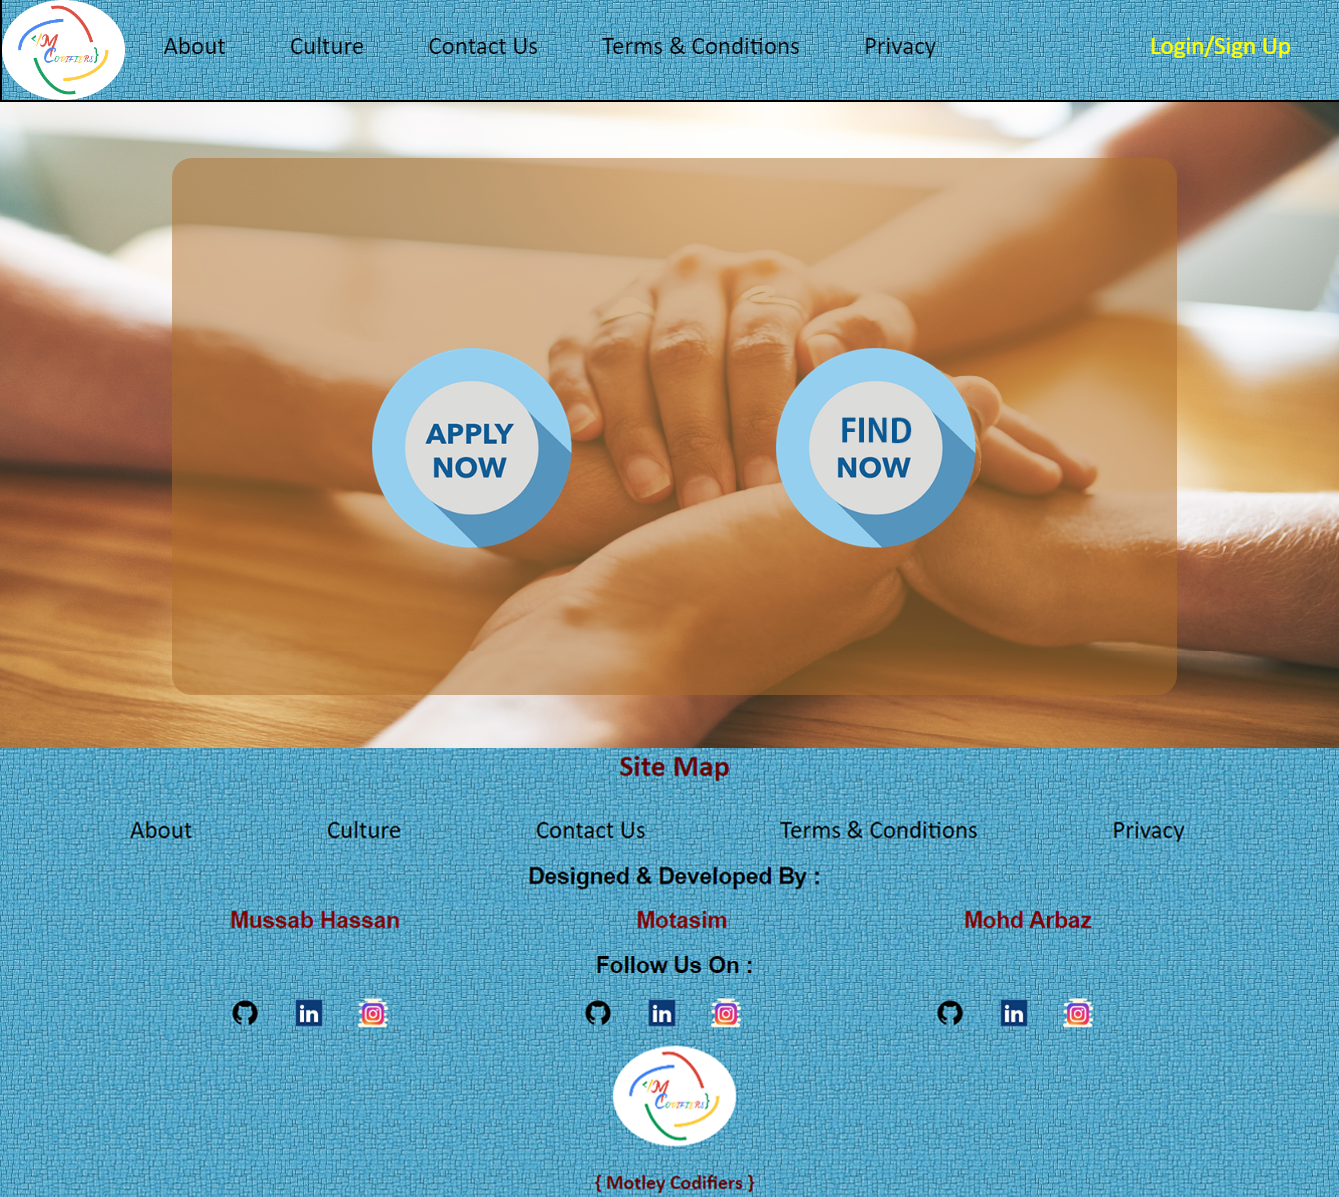 </M
Codifiers}
About Culture Contact Us Terms & Conditions Privacy Login/Sign Up
APPLY
NOW
FIND
NOW
Site Map
About Culture Contact Us Terms & Conditions Privacy
Designed & Developed By :
Mussab Hassan Motasim Mohd Arbaz
Follow Us On :
in in in
</M
Codifiers}
{ Motley Codifiers }